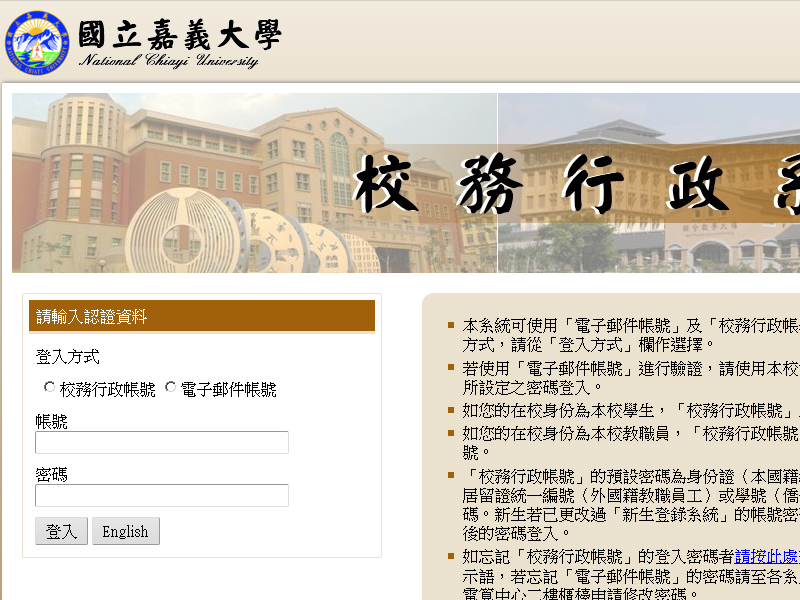 國立嘉義大學
National Chiayi University
校務行政系
請輸入認證資料
登入方式
校務行政帳號 電子郵件帳號
帳號
密碼
登入 English
本系統可使用「電子郵件帳號」及「校務行政帳
方式，請從「登入方式」欄作選擇。
若使用「電子郵件帳號」進行驗證，請使用本校
所設定之密碼登入。
如您的在校身份為本校學生，「校務行政帳號」
如您的在校身份為本校教職員，「校務行政帳號
號。
「校務行政帳號」的預設密碼為身份證（本國籍
居留證統一編號（外國籍教職員工）或學號（僑
碼。新生若已更改過「新生登錄系統」的帳號密
後的密碼登入。
如忘記「校務行政帳號」的登入密碼者請按此處
示語，若忘記「電子郵件帳號」的密碼請至各系
電算中心二樓櫃檯申請修改密碼。